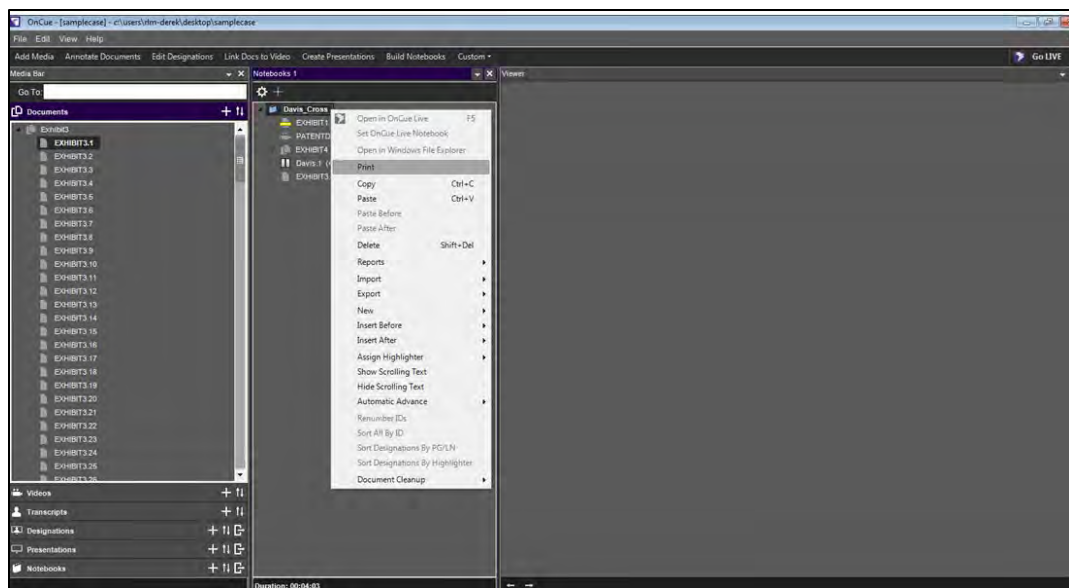 OnCue - [samplecase] - c:\users\rlm-derek\desktop\samplecase
File Edit View Help
Add Media Annotate Documents Edit Designations Link Docs to Video Create Presentations Build Notebooks Custom Go LIVE
Media Bar
Go To:
Documents
Exhibit3
EXHIBIT3.1
EXHIBIT3.2
EXHIBIT3.3
EXHIBIT3.4
EXHIBIT3.5
EXHIBIT3.6
EXHIBIT3.7
EXHIBIT3.8
EXHIBIT3.9
EXHIBIT3.10
EXHIBIT3.11
EXHIBIT3.12
EXHIBIT3.13
EXHIBIT3.14
EXHIBIT3.15
EXHIBIT3.16
EXHIBIT3.17
EXHIBIT3.18
EXHIBIT3.19
EXHIBIT3.20
EXHIBIT3.21
EXHIBIT3.22
EXHIBIT3.23
EXHIBIT3.24
EXHIBIT3.25
EXHIBIT3.26
Videos
Transcripts
Designations
Presentations
Notebooks
Notebooks 1
Davis_Cross
EXHIBIT1
PATENTD
EXHIBIT4
Davis.1
EXHIBIT3
Open in OnCue Live F5
Set OnCue Live Notebook
Open in Windows File Explorer
Print
Copy Ctrl+C
Paste Ctrl+V
Paste Before
Paste After
Delete Shift+Del
Reports
Import
Export
New
Insert Before
Insert After
Assign Highlighter
Show Scrolling Text
Hide Scrolling Text
Automatic Advance
Renumber IDs
Sort All By ID
Sort Designations By PG/LN
Sort Designations By Highlighter
Document Cleanup
Duration: 00:04:03
Viewer